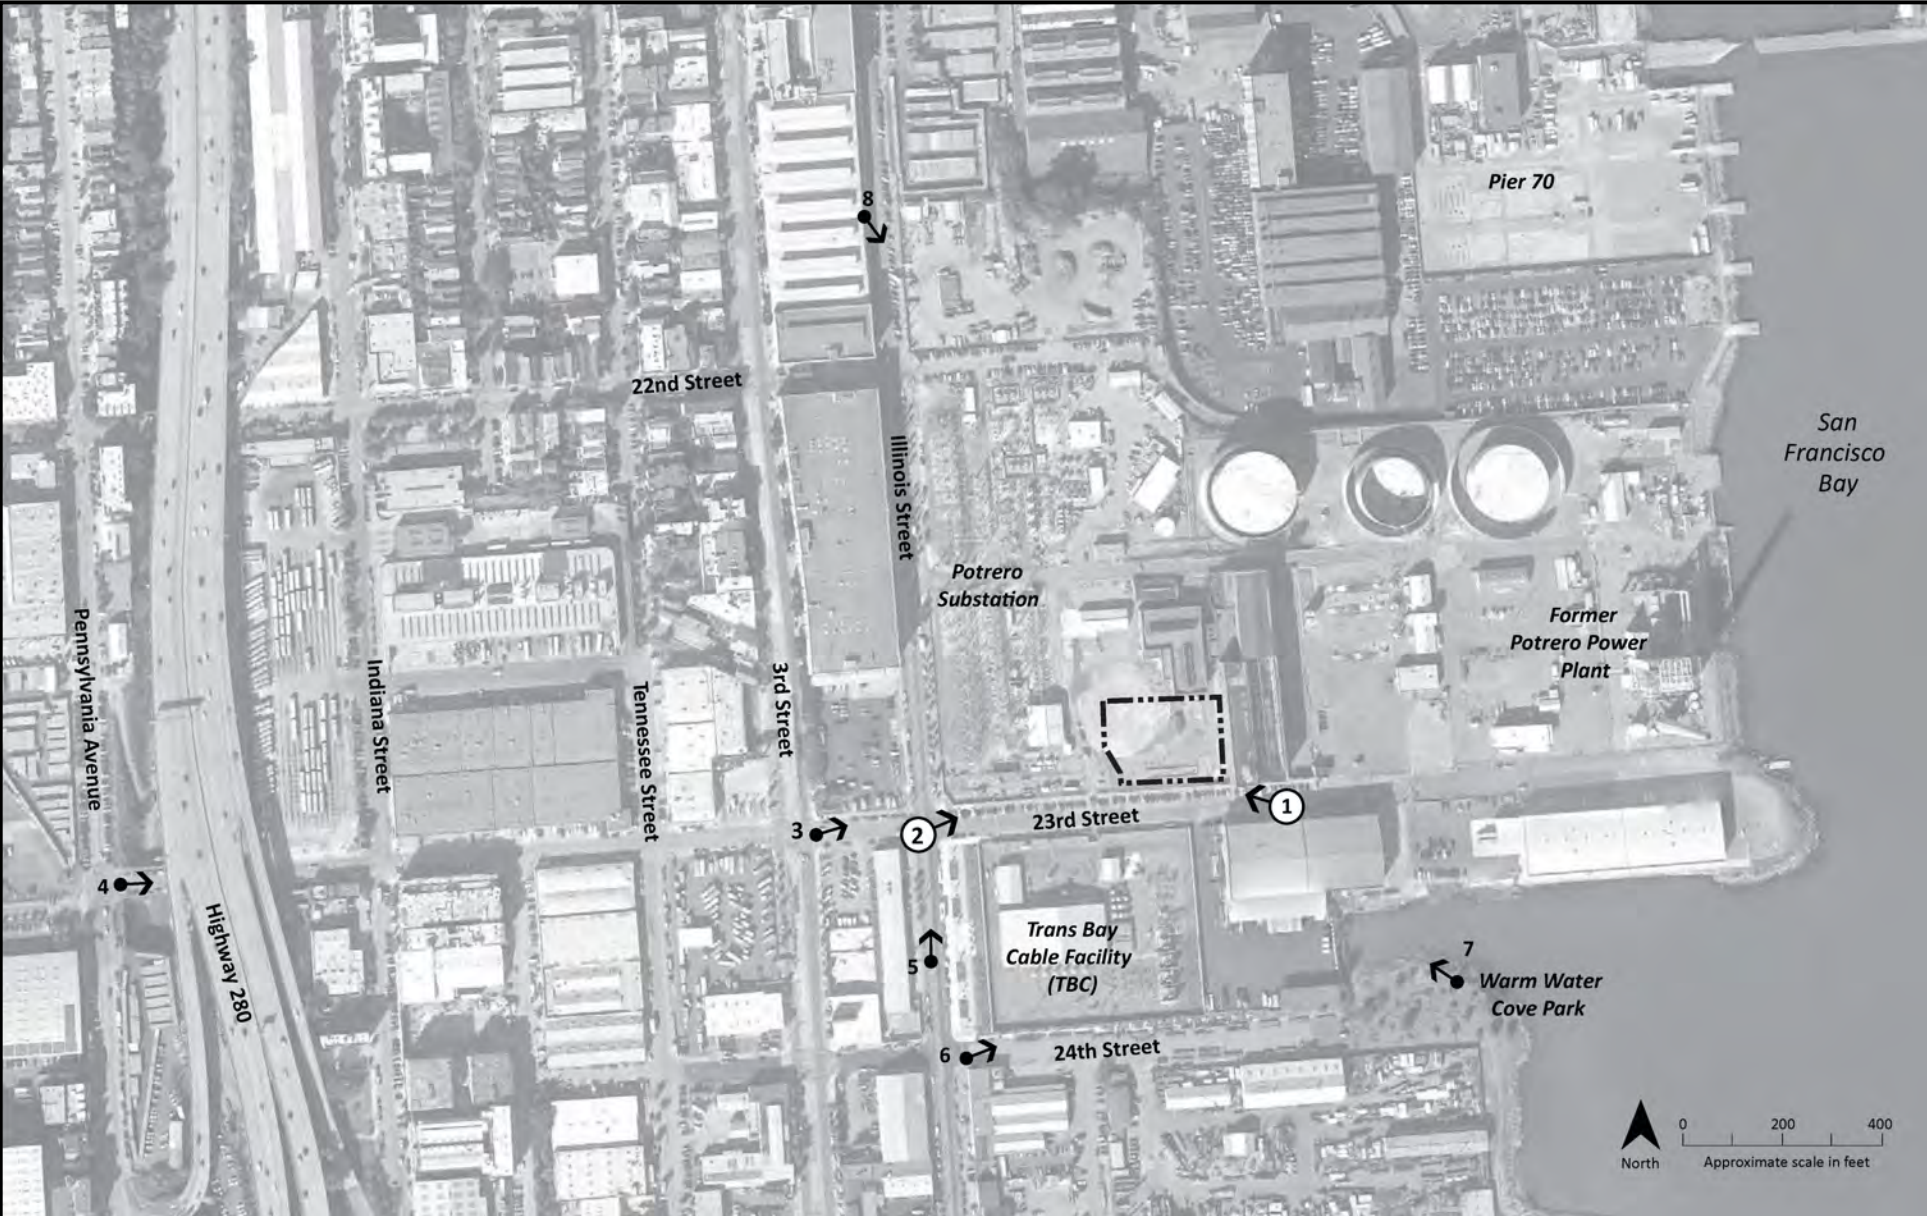 Pier 70
8
22nd Street
San
Francisco
Bay
Illinois Street
Potrero
Substation
Former
Potrero Power
Plant
Pennsylvania Avenue
Indiana Street
Tennessee Street
3rd Street
1
23rd Street
2
3
4
Highway 280
Trans Bay
Cable Facility
(TBC)
5
7
Warm Water
Cove Park
6
24th Street
North
0 200 400
Approximate scale in feet